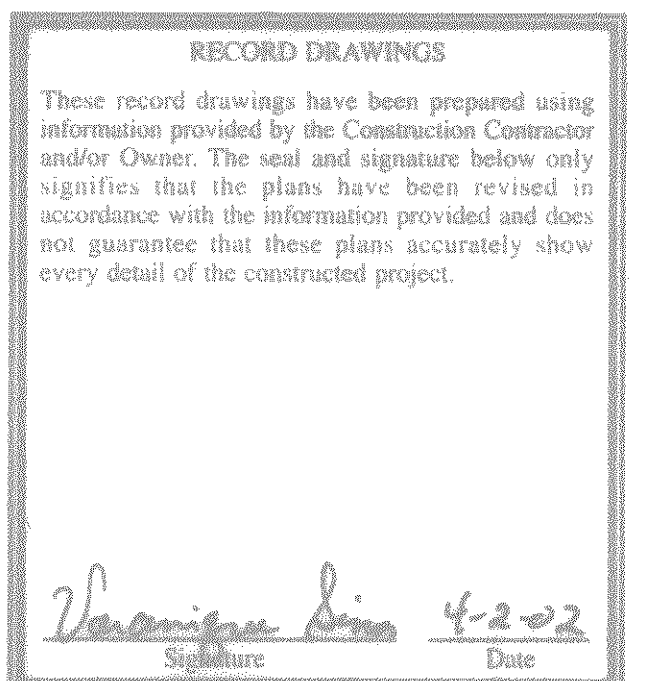 RECORD DRAWINGS
These record drawings have been prepared using
information provided by the Construction Contractor
and/or Owner. The seal and signature below only
signifies that the plans have been revised in
accordance with the information provided and does
not guarantee that these plans accurately show
every detail of the constructed project.
Veronique 4-2-02
Signature Date